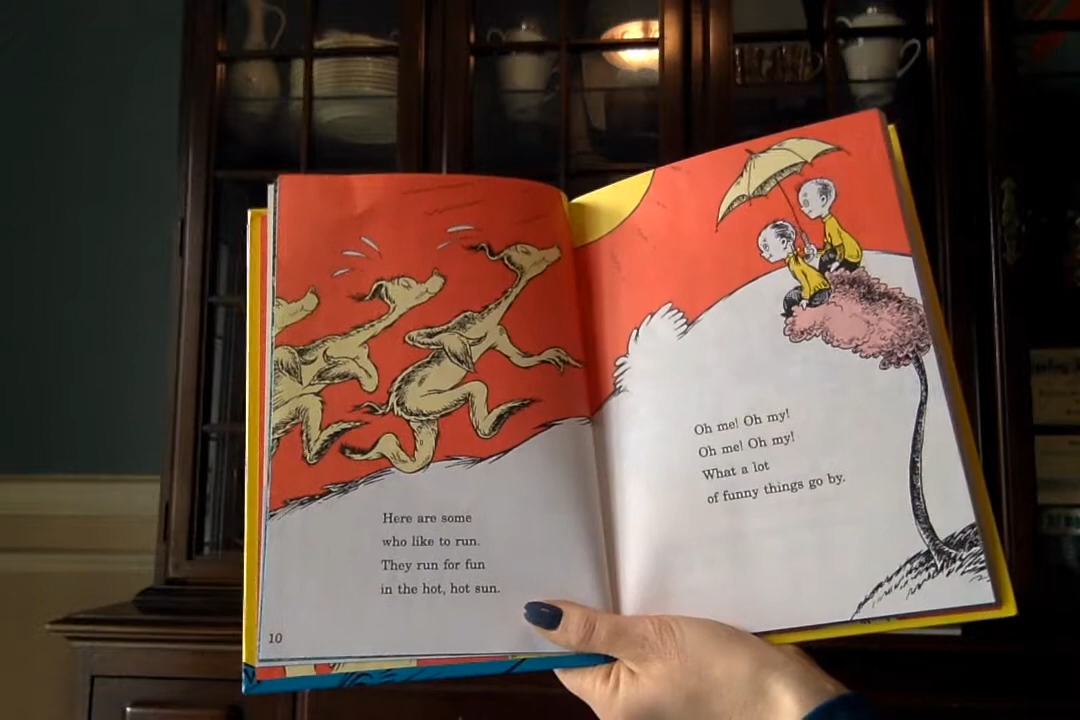 Here are some
who like to run.
They run for fun
in the hot, hot sun.
10
Oh me! Oh my!
Oh me! Oh my!
What a lot
of funny things go by.